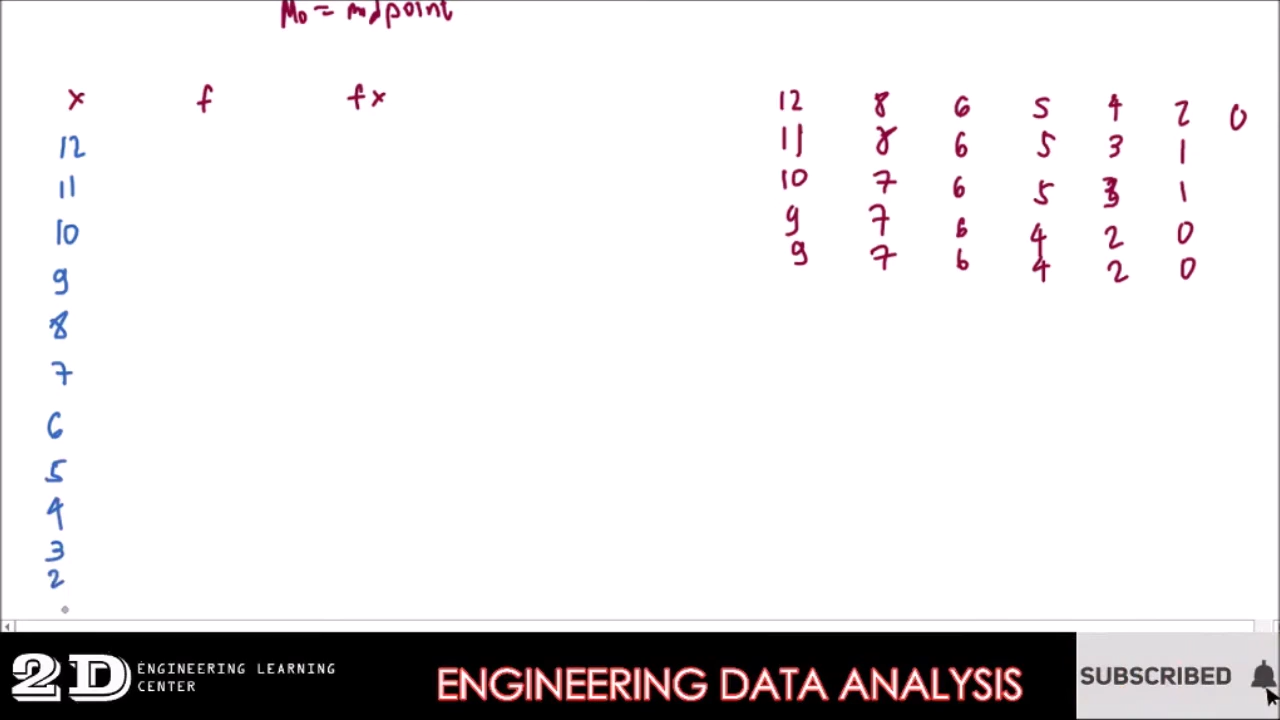 Mo = midpoint
x f fx
12
11
10
9
8
7
6
5
4
3
2
12 8 6 5 4 2 0
11 8 6 5 3 1
10 7 6 5 3 1
9 7 6 4 2 0
9 7 6 4 2 0
2D ENGINEERING LEARNING
CENTER
ENGINEERING DATA ANALYSIS
SUBSCRIBED